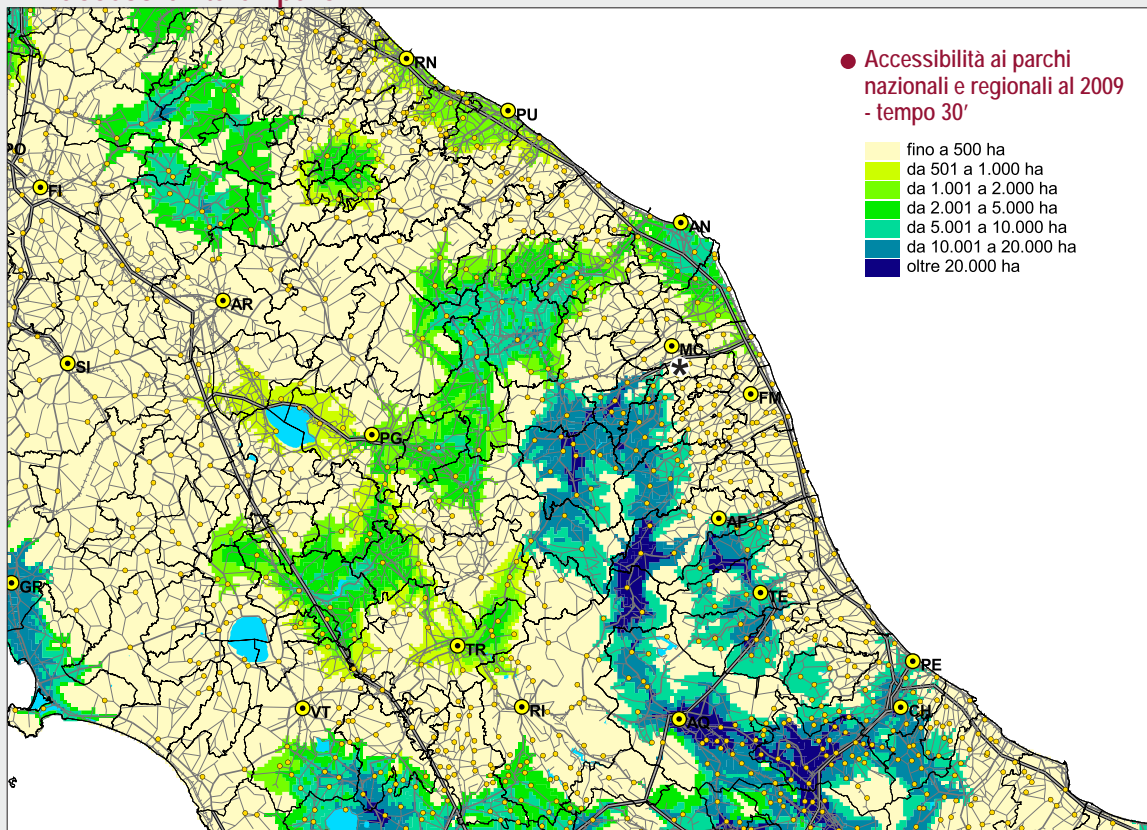 Accessibilità ai parchi
nazionali e regionali al 2009
- tempo 30'
fino a 500 ha
da 501 a 1.000 ha
da 1.001 a 2.000 ha
da 2.001 a 5.000 ha
da 5.001 a 10.000 ha
da 10.001 a 20.000 ha
oltre 20.000 ha
RN
PU
PO
FI
AN
AR
MC
*
SI
FM
PG
AP
GR
TE
TR
PE
VT
RI
AQ
CH